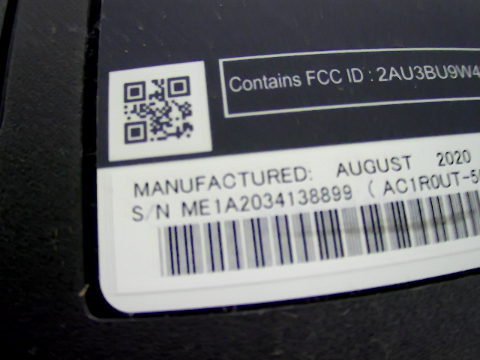 Contains FCC ID : 2AU3BU9W4
MANUFACTURED: AUGUST 2020
S/N ME1A2034138899 ( AC1R0UT-5